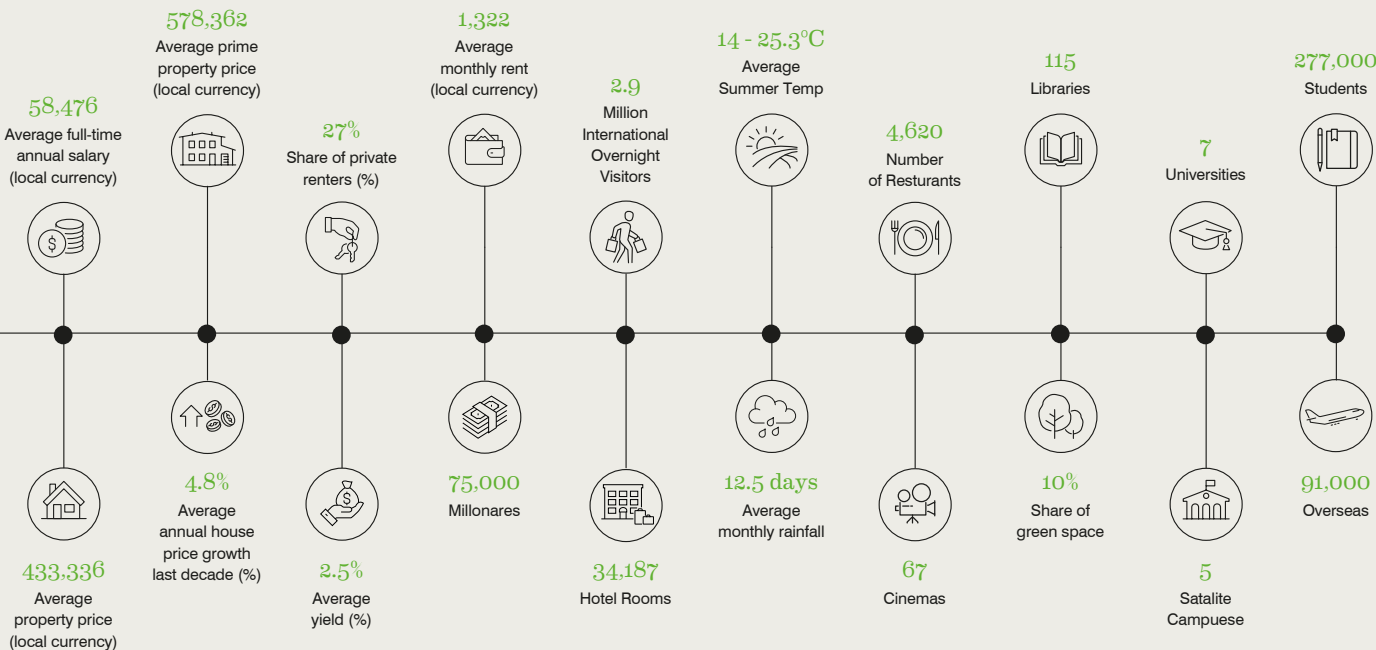 58,476
Average full-time
annual salary
(local currency)
578,362
Average prime
property price
(local currency)
27%
Share of private
renters (%)
1,322
Average
monthly rent
(local currency)
2.9
Million
International
Overnight
Visitors
14 - 25.3°C
Average
Summer Temp
4,620
Number
of Resturants
115
Libraries
7
Universities
277,000
Students
433,336
Average
property price
(local currency)
4.8%
Average
annual house
price growth
last decade (%)
2.5%
Average
yield (%)
75,000
Millonares
34,187
Hotel Rooms
12.5 days
Average
monthly rainfall
67
Cinemas
10%
Share of
green space
5
Satalite
Campuese
91,000
Overseas